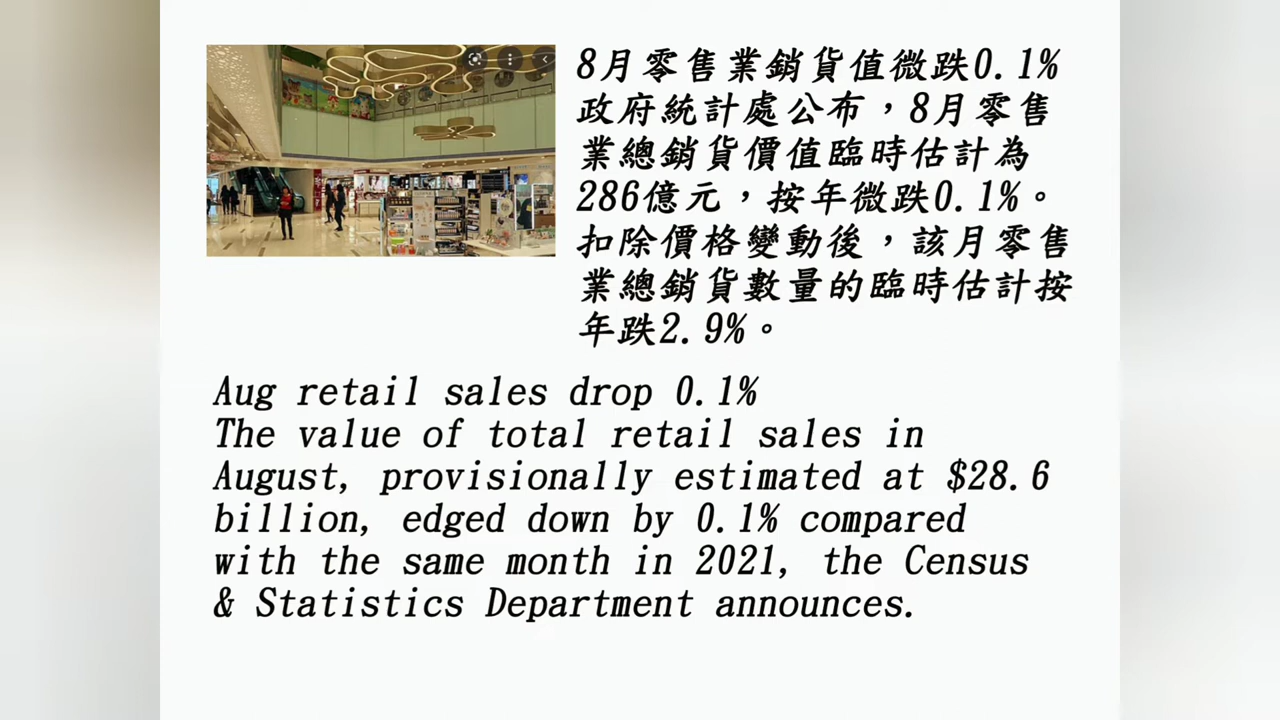 8月零售業銷貨值微跌0.1%
政府統計處公布，8月零售
業總銷貨價值臨時估計為
286億元，按年微跌0.1%。
扣除價格變動後，該月零售
業總銷貨數量的臨時估計按
年跌2.9%。
Aug retail sales drop 0.1%
The value of total retail sales in
August, provisionally estimated at $28.6
billion, edged down by 0.1% compared
with the same month in 2021, the Census
& Statistics Department announces.